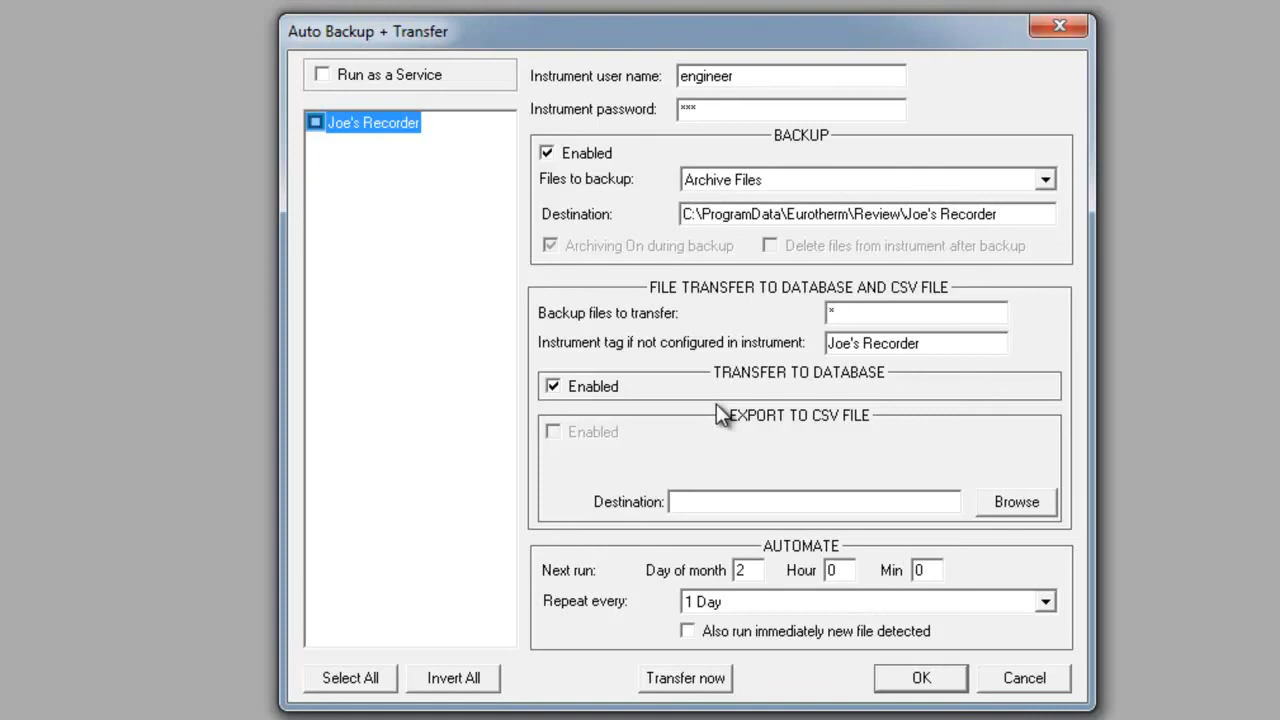 Auto Backup + Transfer
Run as a Service
Joe's Recorder
Instrument user name: engineer
Instrument password: ***
BACKUP
Enabled
Files to backup: Archive Files
Destination: C:\ProgramData\Eurotherm\Review\Joe's Recorder
Archiving On during backup Delete files from instrument after backup
FILE TRANSFER TO DATABASE AND CSV FILE
Backup files to transfer: *
Instrument tag if not configured in instrument: Joe's Recorder
TRANSFER TO DATABASE
Enabled
EXPORT TO CSV FILE
Enabled
Destination: Browse
AUTOMATE
Next run: Day of month 2 Hour 0 Min 0
Repeat every: 1 Day
Also run immediately new file detected
Select All Invert All Transfer now OK Cancel